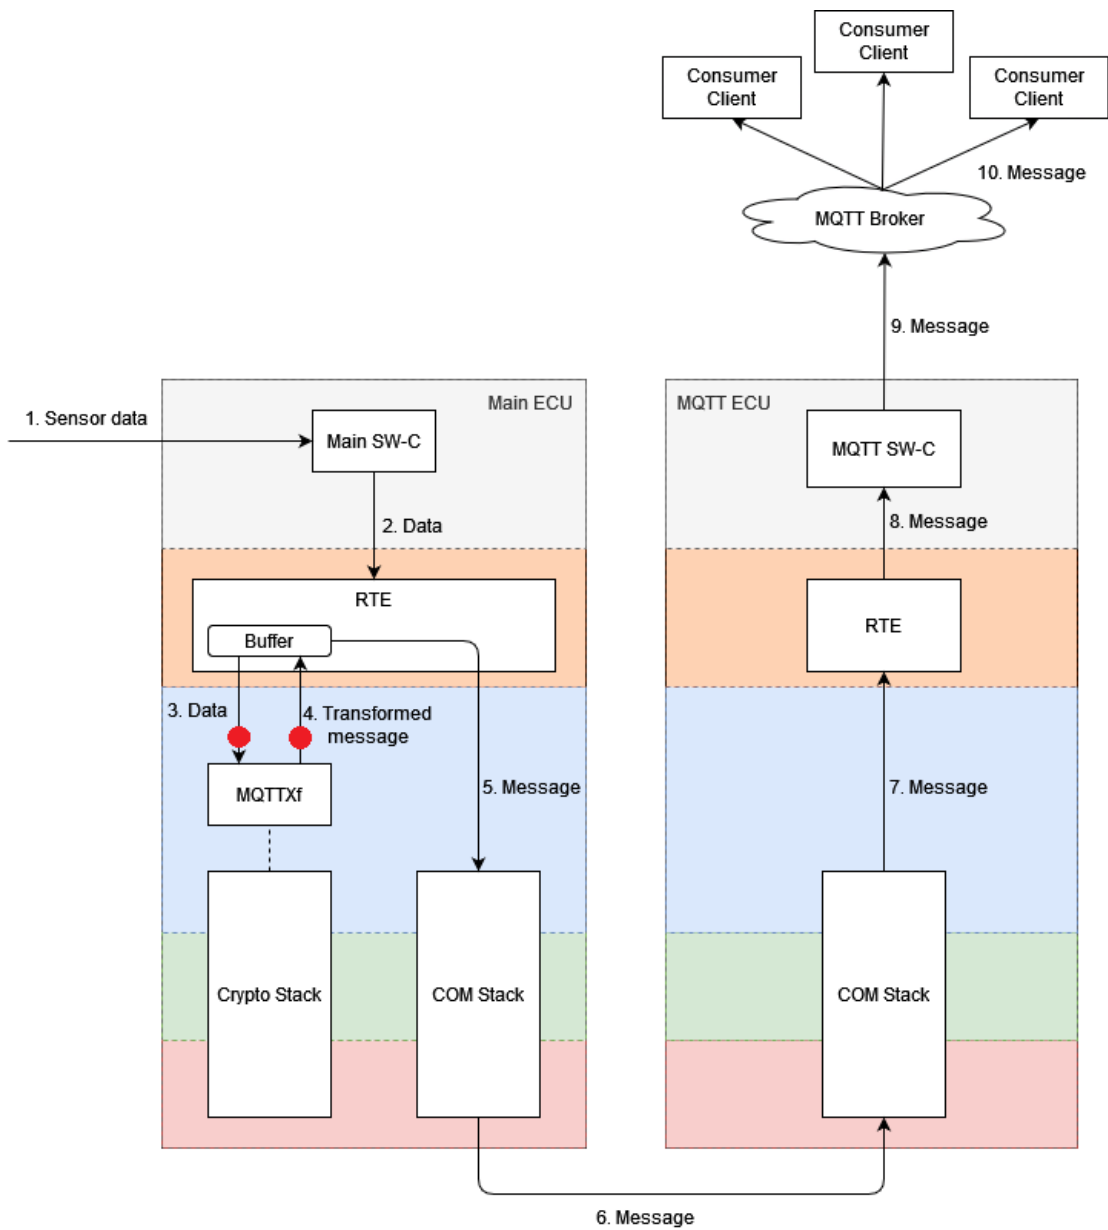 Consumer
Client
Consumer
Client
Consumer
Client
10. Message
MQTT Broker
9. Message
Main ECU
MQTT ECU
1. Sensor data
Main SW-C
MQTT SW-C
2. Data
8. Message
RTE
Buffer
RTE
3. Data
4. Transformed
message
MQTTXf
5. Message
7. Message
Crypto Stack
COM Stack
COM Stack
6. Message